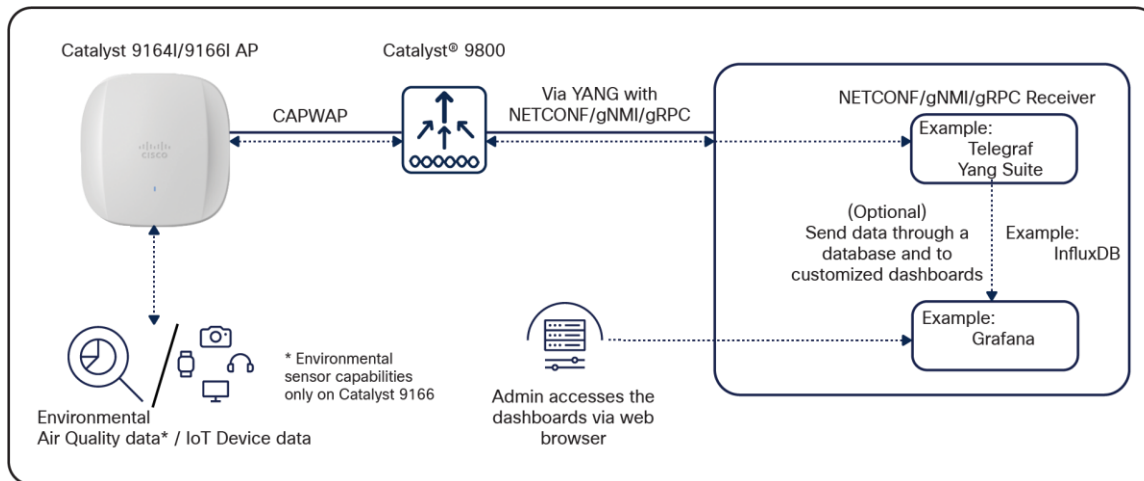 Catalyst 9164I/9166I AP
Catalyst® 9800
CAPWAP
Via YANG with
NETCONF/gNMI/gRPC
NETCONF/gNMI/gRPC Receiver
Example:
Telegraf
Yang Suite
(Optional)
Send data through a
database and to
customized dashboards
Example:
InfluxDB
Example:
Grafana
CISCO
* Environmental
sensor capabilities
only on Catalyst 9166
Environmental
Air Quality data* / IoT Device data
Admin accesses the
dashboards via web
browser